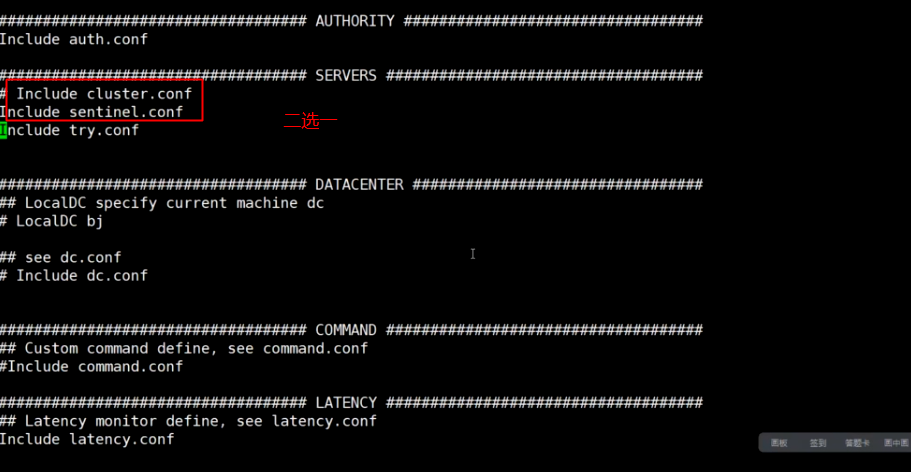 ################################### AUTHORITY ##################################
Include auth.conf
################################### SERVERS ####################################
# Include cluster.conf
Include sentinel.conf
二选一
Include try.conf
################################### DATACENTER #################################
## LocalDC specify current machine dc
# LocalDC bj
## see dc.conf
# Include dc.conf
################################### COMMAND ####################################
## Custom command define, see command.conf
#Include command.conf
################################### LATENCY ####################################
## Latency monitor define, see latency.conf
Include latency.conf
画板 签到 答题卡 画中画